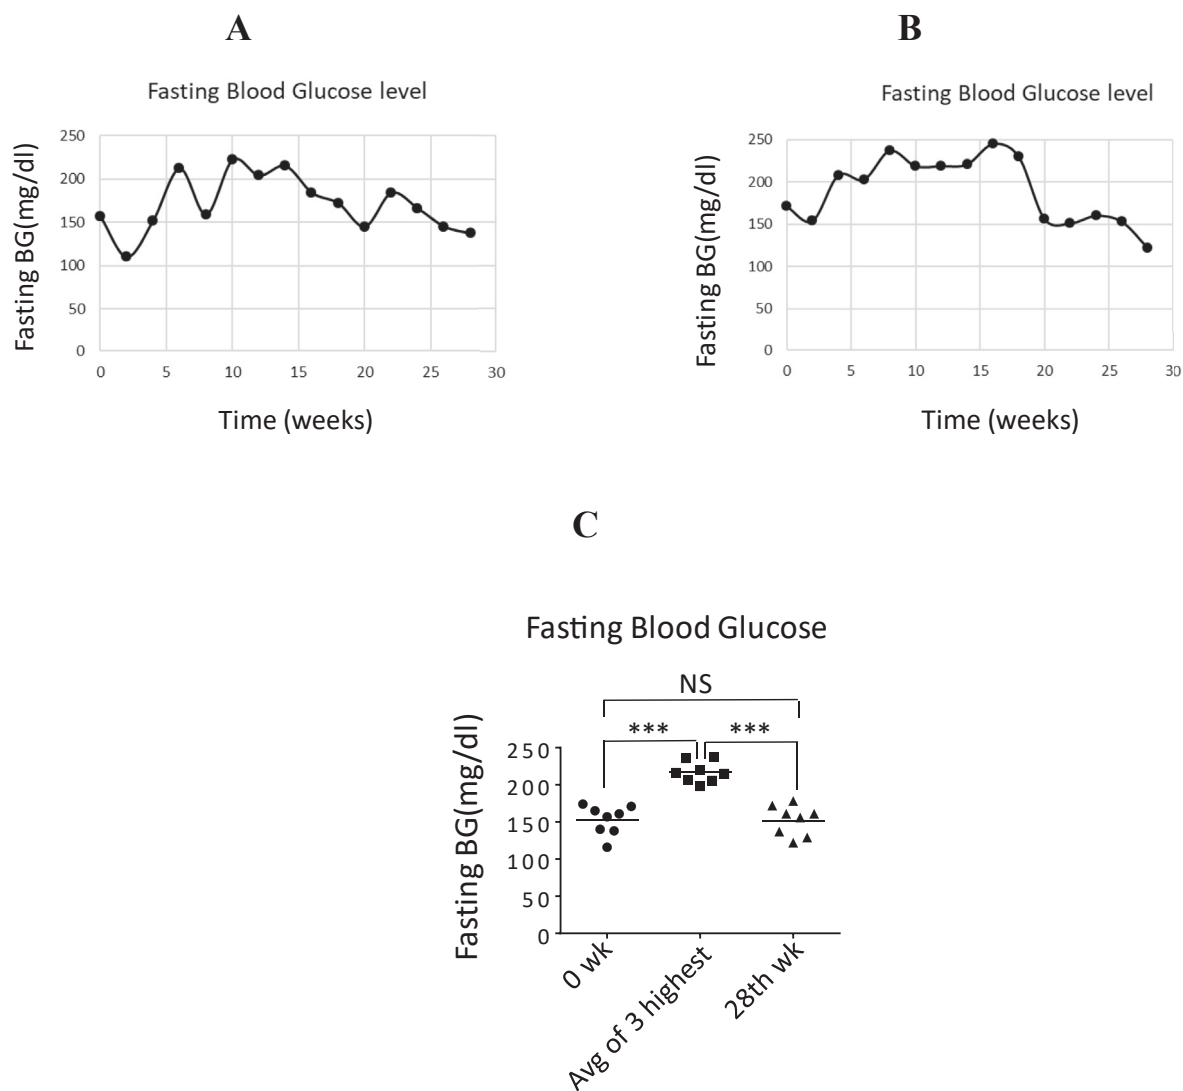 A
Fasting Blood Glucose level
Fasting BG(mg/dl)
250
200
150
100
50
0
0 5 10 15 20 25 30
Time (weeks)
B
Fasting Blood Glucose level
Fasting BG(mg/dl)
250
200
150
100
50
0
0 5 10 15 20 25 30
Time (weeks)
C
Fasting Blood Glucose
NS
*** ***
Fasting BG(mg/dl)
250
200
150
100
50
0
0 wk
Avg of 3 highest
28th wk